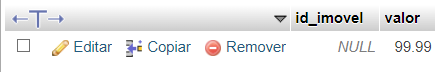 id_imovel valor
Editar Copiar Remover NULL 99.99